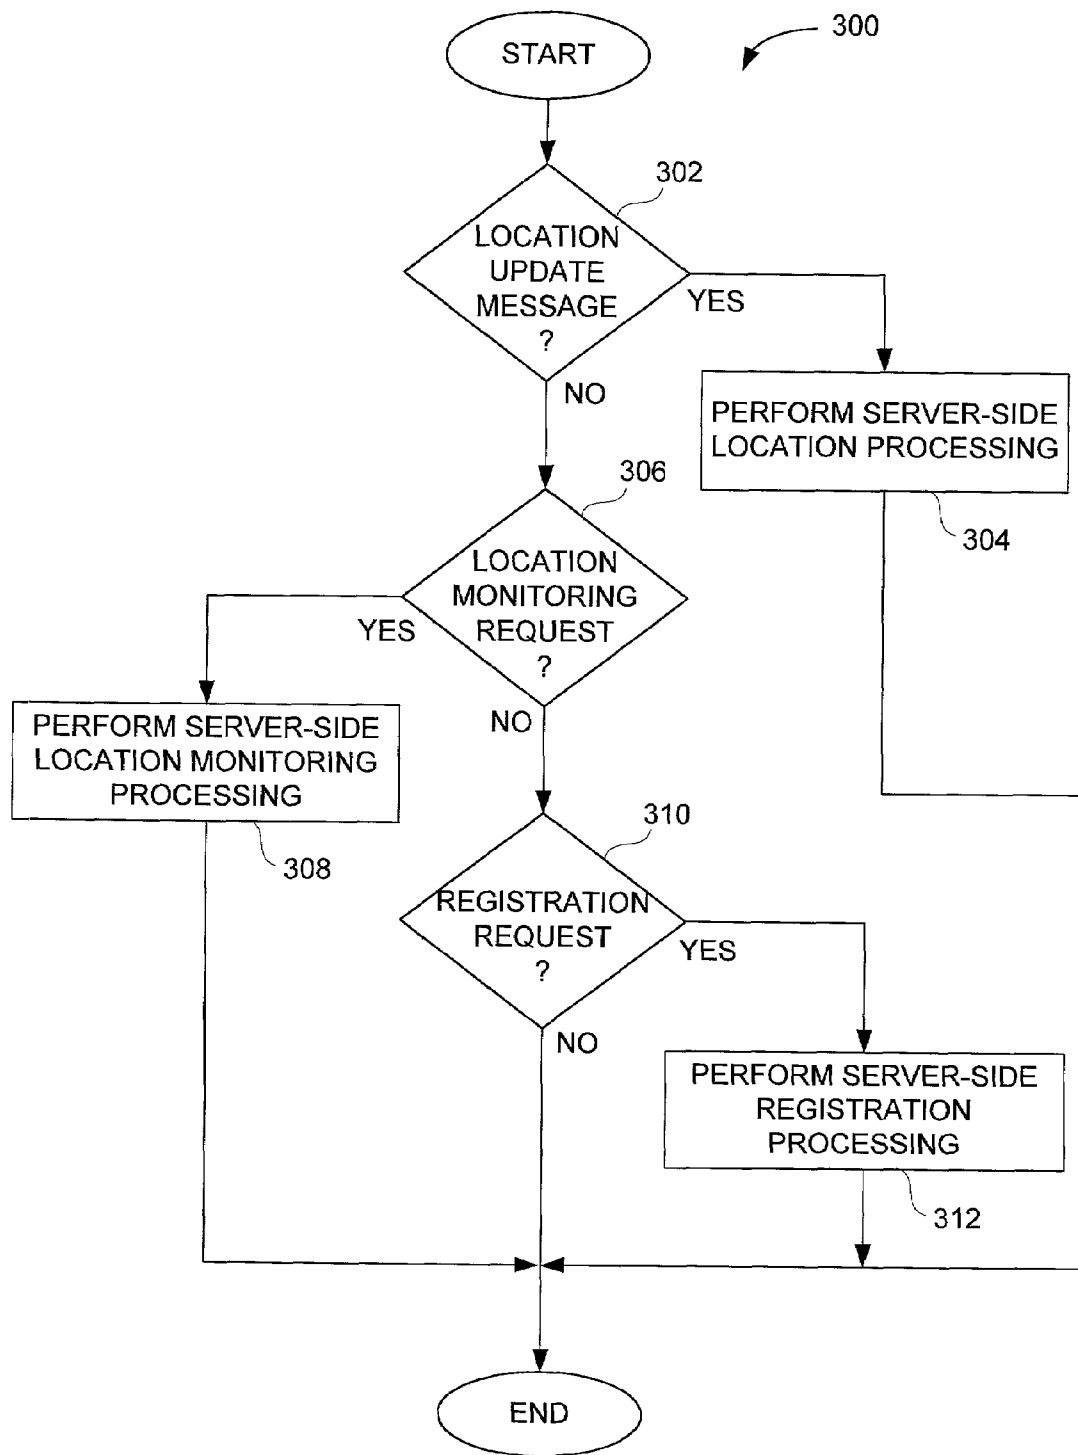 START
300
302
LOCATION
UPDATE
MESSAGE
?
YES
NO
PERFORM SERVER-SIDE
LOCATION PROCESSING
304
306
LOCATION
MONITORING
REQUEST
?
YES
NO
PERFORM SERVER-SIDE
LOCATION MONITORING
PROCESSING
308
310
REGISTRATION
REQUEST
?
YES
NO
PERFORM SERVER-SIDE
REGISTRATION
PROCESSING
312
END